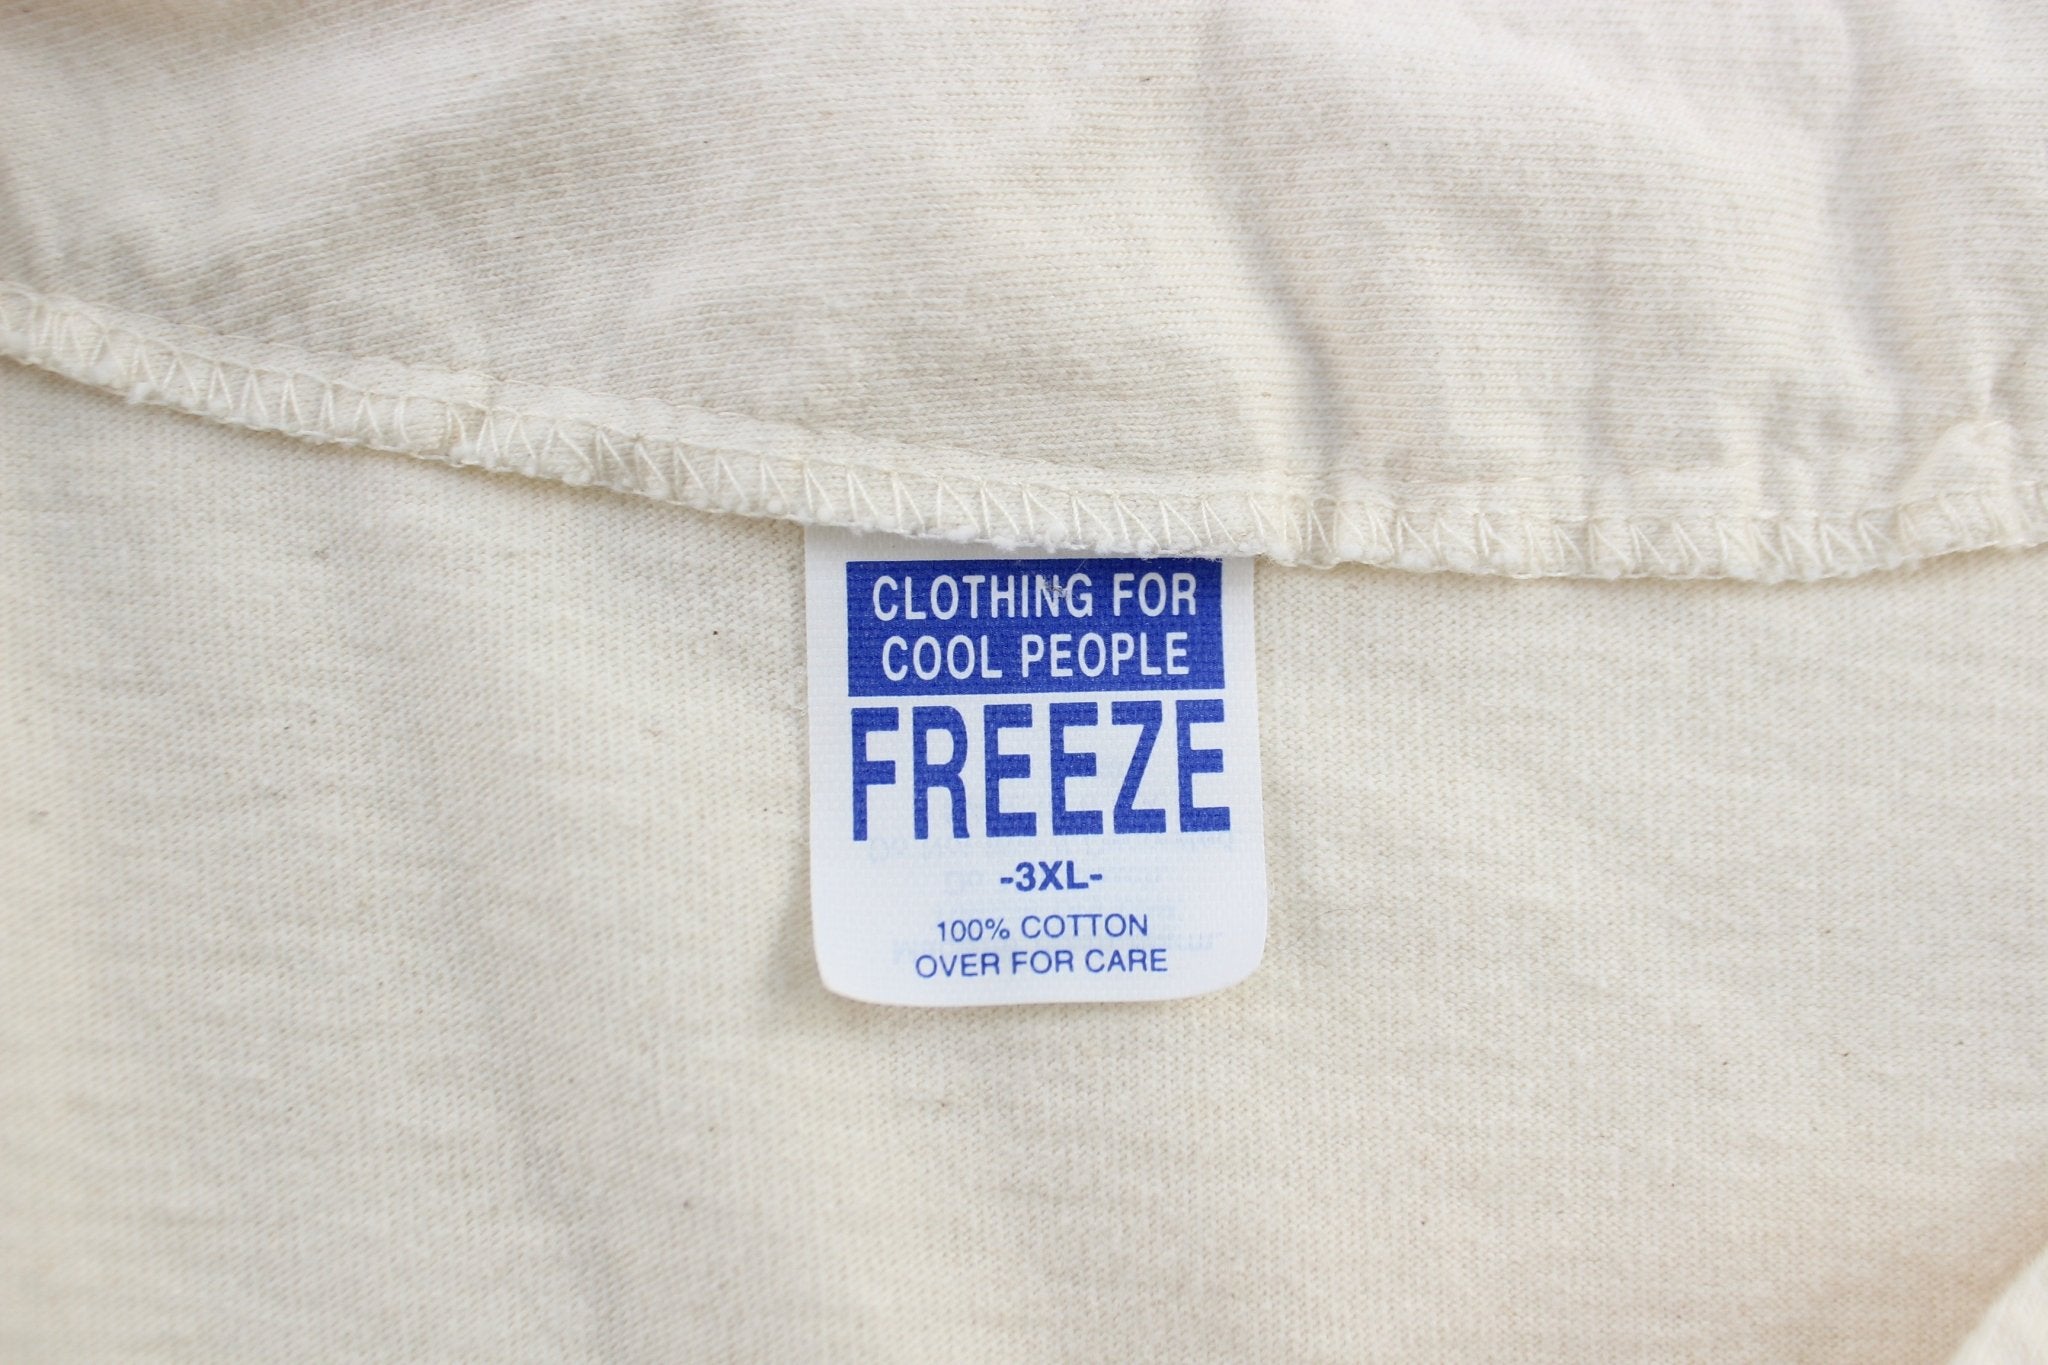 CLOTHING FOR
COOL PEOPLE
FREEZE
-3XL-
100% COTTON
OVER FOR CARE